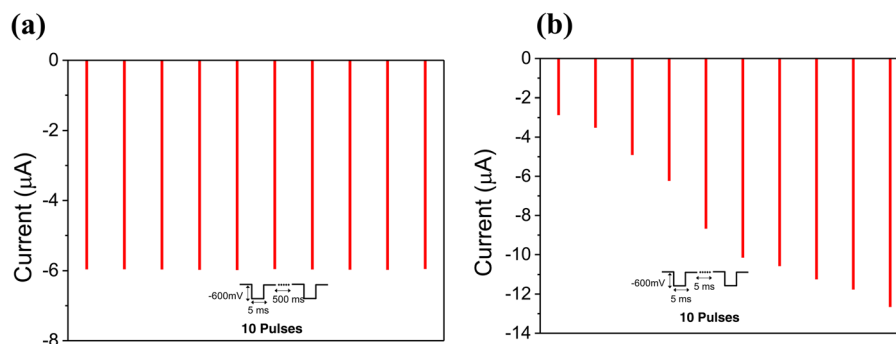 (a)
0
-2
-4
-6
-8
Current (μA)
-600mV
500 ms
5 ms
10 Pulses
(b)
0
-2
-4
-6
-8
-10
-12
-14
Current (μA)
-600mV
5 ms
5 ms
10 Pulses